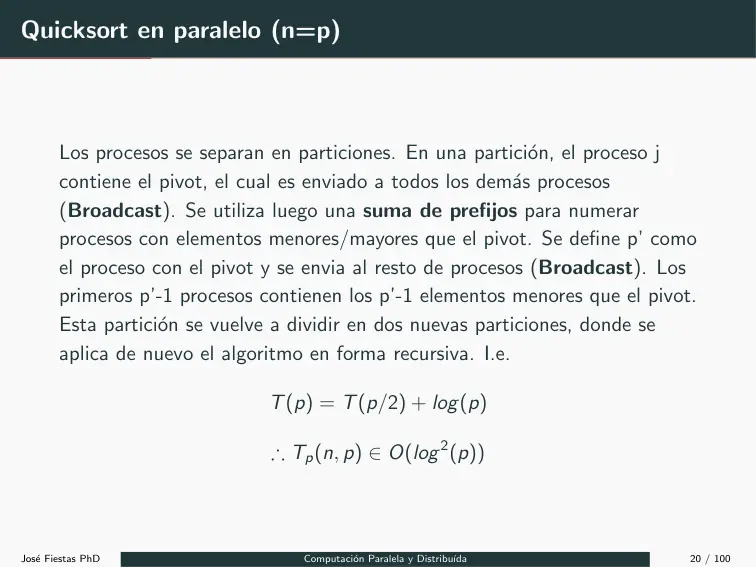 Quicksort en paralelo (n=p)
Los procesos se separan en particiones. En una partición, el proceso j
contiene el pivot, el cual es enviado a todos los demás procesos
(Broadcast). Se utiliza luego una suma de prefijos para numerar
procesos con elementos menores/mayores que el pivot. Se define p' como
el proceso con el pivot y se envia al resto de procesos (Broadcast). Los
primeros p'-1 procesos contienen los p'-1 elementos menores que el pivot.
Esta partición se vuelve a dividir en dos nuevas particiones, donde se
aplica de nuevo el algoritmo en forma recursiva. I.e.
T(p) = T(p/2) + log(p)
∴ Tₚ(n, p) ∈ O(log²(p))
José Fiestas PhD
Computación Paralela y Distribuída
20 / 100